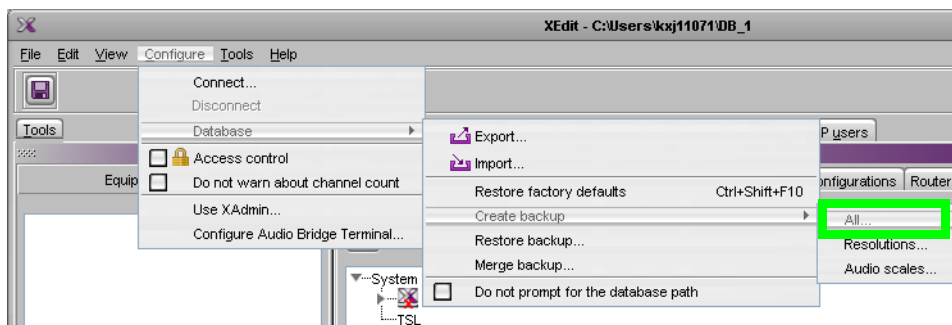 XEdit - C:\Users\kxj11071\DB_1
File Edit View Configure Tools Help
Connect...
Disconnect
Database
Access control
Do not warn about channel count
Use XAdmin...
Configure Audio Bridge Terminal...
Export...
Import...
Restore factory defaults Ctrl+Shift+F10
Create backup
Restore backup...
Merge backup...
Do not prompt for the database path
All...
Resolutions...
Audio scales...
Tools
P users
Equip
nfigurations Router
System
TSL